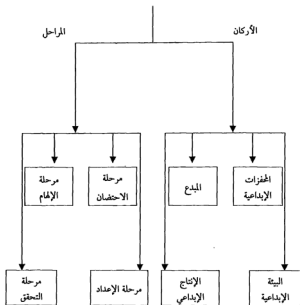 الأركان
المراحل
المحفزات
الإبداعية
المبدع
مرحلة
الاحتضان
مرحلة
الإلهام
البيئة
الإبداعية
الإنتاج
الإبداعي
مرحلة الإعداد
مرحلة
التحقق